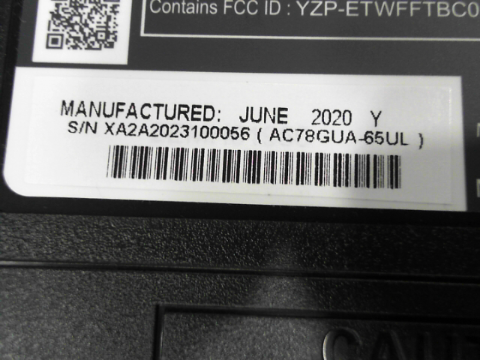 Contains FCC ID : YZP-ETWFFTBC0
MANUFACTURED: JUNE 2020 Y
S/N XA2A2023100056 ( AC78GUA-65UL )